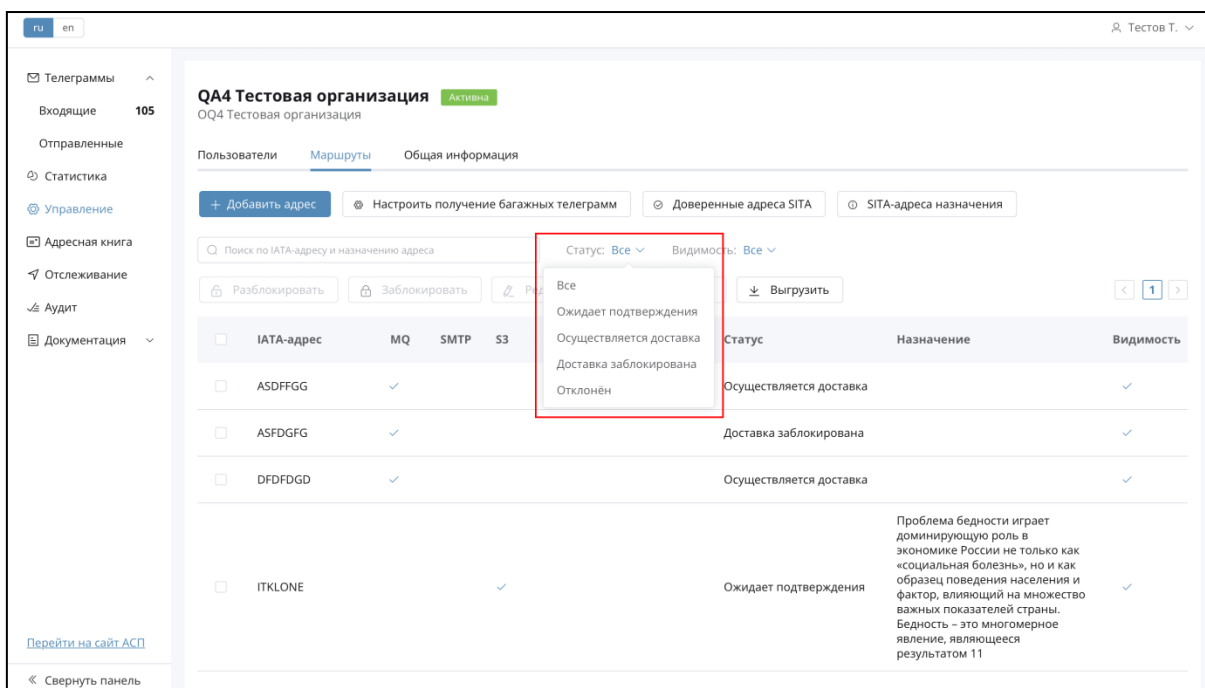 ru en
Тестов Т.
Телеграммы
Входящие 105
Отправленные
Статистика
Управление
Адресная книга
Отслеживание
Аудит
Документация
Перейти на сайт АСП
Свернуть панель
QA4 Тестовая организация Активна
OQ4 Тестовая организация
Пользователи Маршруты Общая информация
+ Добавить адрес Настроить получение багажных телеграмм Доверенные адреса SITA SITA-адреса назначения
Поиск по IATA-адресу и назначению адреса Статус: Все Видимость: Все
Разблокировать Заблокировать Выгрузить 1
Все
Ожидает подтверждения
Осуществляется доставка
Доставка заблокирована
Отклонён
IATA-адрес MQ SMTP S3 Статус Назначение Видимость
ASDFFGG Осуществляется доставка
ASFDGFG Доставка заблокирована
DFDFDGD Осуществляется доставка
ITKLONE Ожидает подтверждения
Проблема бедности играет
доминирующую роль в
экономике России не только как
«социальная болезнь», но и как
образец поведения населения и
фактор, влияющий на множество
важных показателей страны.
Бедность – это многомерное
явление, являющееся
результатом 11